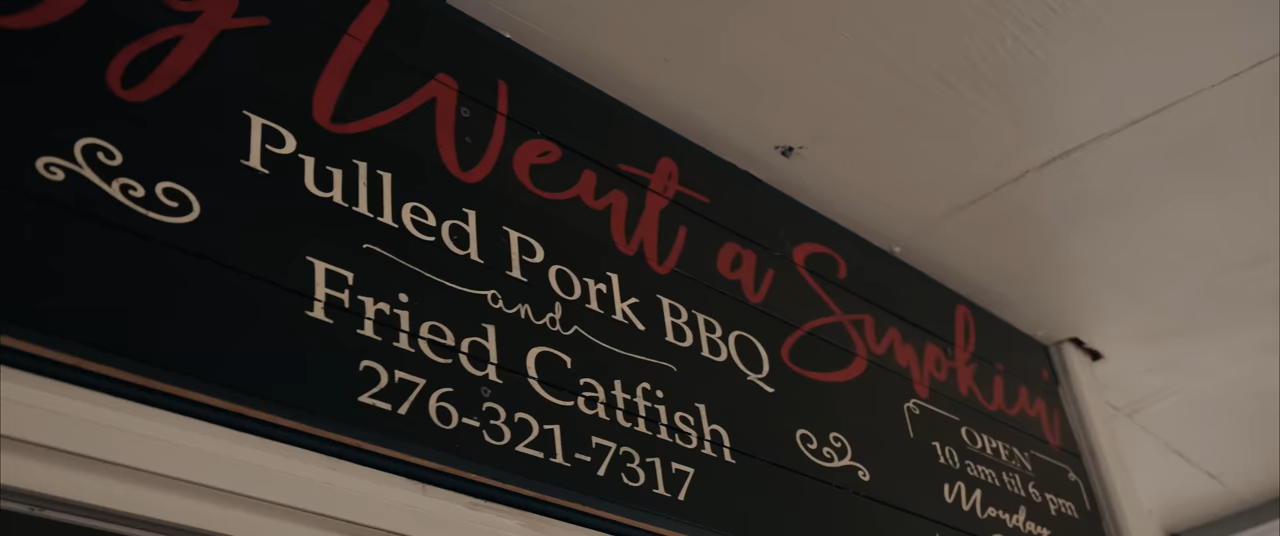 Went a Smokin'
Pulled Pork BBQ
and
Fried Catfish
276-321-7317
OPEN
10 am til 6 pm
Monday